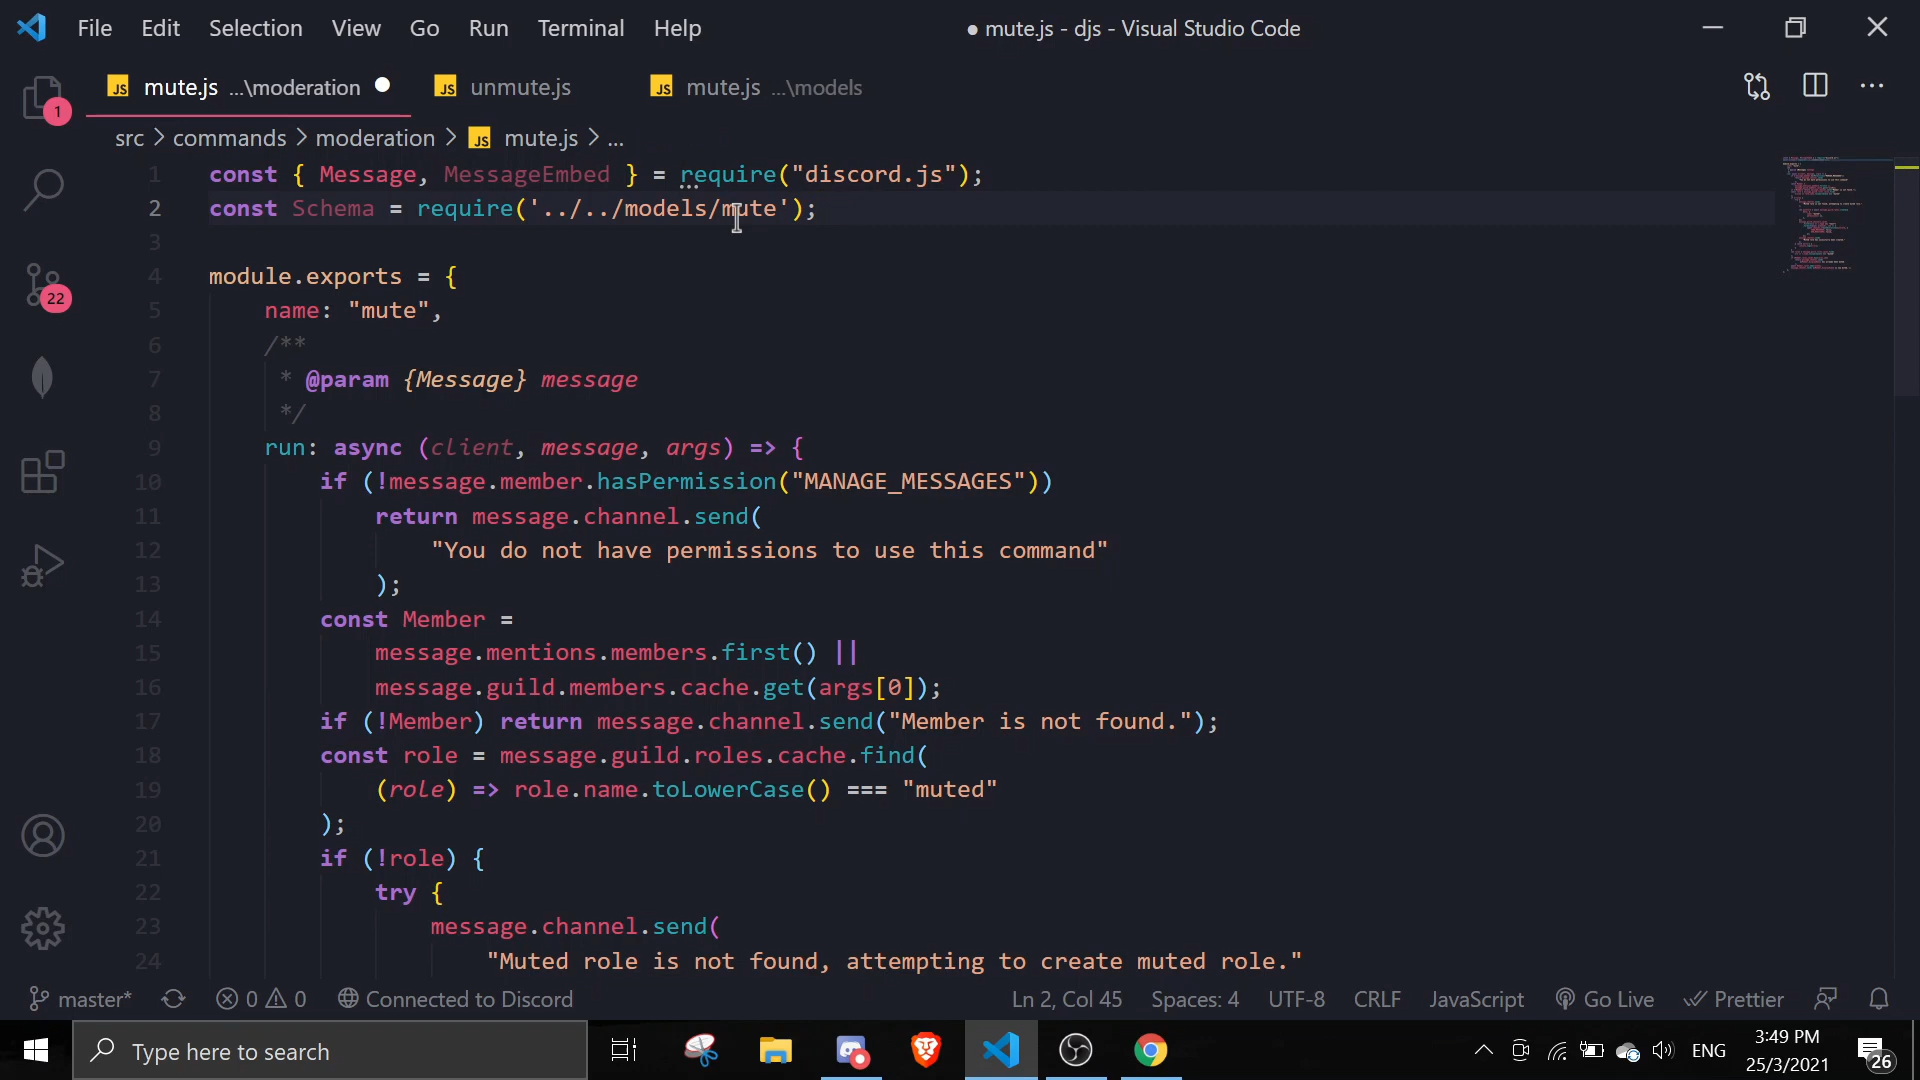 File Edit Selection View Go Run Terminal Help ● mute.js - djs - Visual Studio Code
JS mute.js ...\moderation JS unmute.js JS mute.js ...\models
src > commands > moderation > JS mute.js > ...
1 const { Message, MessageEmbed } = require("discord.js");
2 const Schema = require('../../models/mute');
3
4 module.exports = {
5 name: "mute",
6 /**
7 * @param {Message} message
8 */
9 run: async (client, message, args) => {
10 if (!message.member.hasPermission("MANAGE_MESSAGES"))
11 return message.channel.send(
12 "You do not have permissions to use this command"
13 );
14 const Member =
15 message.mentions.members.first() ||
16 message.guild.members.cache.get(args[0]);
17 if (!Member) return message.channel.send("Member is not found.");
18 const role = message.guild.roles.cache.find(
19 (role) => role.name.toLowerCase() === "muted"
20 );
21 if (!role) {
22 try {
23 message.channel.send(
24 "Muted role is not found, attempting to create muted role."
1
22
master* 0 0 Connected to Discord Ln 2, Col 45 Spaces: 4 UTF-8 CRLF JavaScript Go Live Prettier
Type here to search ENG 3:49 PM
25/3/2021 26